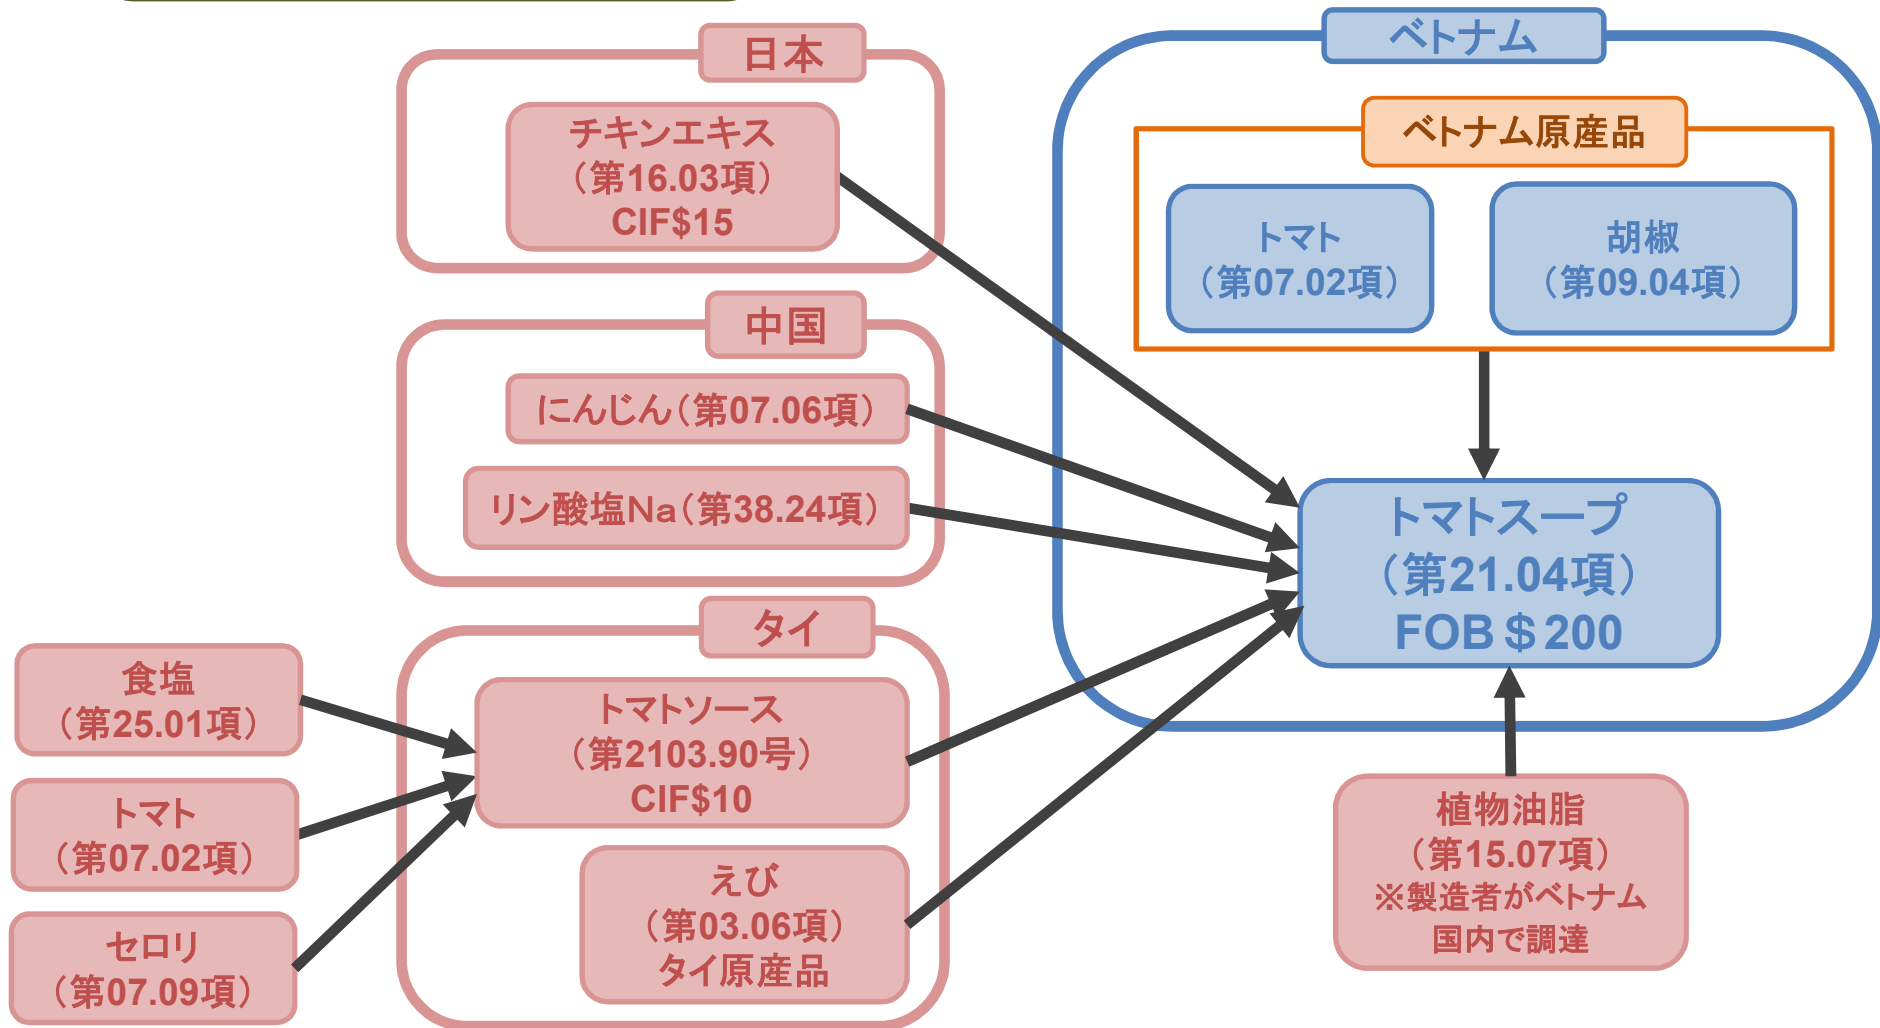 日本
チキンエキス
（第16.03項）
CIF$15
中国
にんじん（第07.06項）
リン酸塩Ｎａ（第38.24項）
タイ
トマトソース
（第2103.90号）
CIF$10
えび
（第03.06項）
タイ原産品
食塩
（第25.01項）
トマト
（第07.02項）
セロリ
（第07.09項）
ベトナム
ベトナム原産品
トマト
（第07.02項）
胡椒
（第09.04項）
トマトスープ
（第21.04項）
FOB＄200
植物油脂
（第15.07項）
※製造者がベトナム
国内で調達